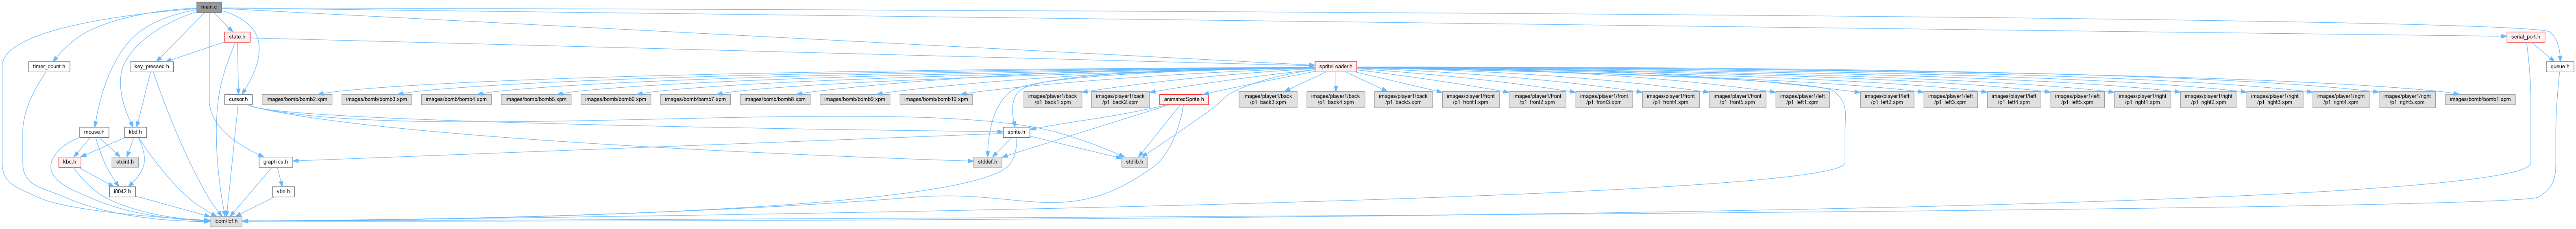 main.c
state.h
serial_port.h
timer_count.h
key_pressed.h
spriteLoader.h
queue.h
cursor.h
images/bomb/bomb2.xpm
images/bomb/bomb3.xpm
images/bomb/bomb4.xpm
images/bomb/bomb5.xpm
images/bomb/bomb6.xpm
images/bomb/bomb7.xpm
images/bomb/bomb8.xpm
images/bomb/bomb9.xpm
images/bomb/bomb10.xpm
images/player1/back
/p1_back1.xpm
images/player1/back
/p1_back2.xpm
animatedSprite.h
images/player1/back
/p1_back3.xpm
images/player1/back
/p1_back4.xpm
images/player1/back
/p1_back5.xpm
images/player1/front
/p1_front1.xpm
images/player1/front
/p1_front2.xpm
images/player1/front
/p1_front3.xpm
images/player1/front
/p1_front4.xpm
images/player1/front
/p1_front5.xpm
images/player1/left
/p1_left1.xpm
images/player1/left
/p1_left2.xpm
images/player1/left
/p1_left3.xpm
images/player1/left
/p1_left4.xpm
images/player1/left
/p1_left5.xpm
images/player1/right
/p1_right1.xpm
images/player1/right
/p1_right2.xpm
images/player1/right
/p1_right3.xpm
images/player1/right
/p1_right4.xpm
images/player1/right
/p1_right5.xpm
images/bomb/bomb1.xpm
mouse.h
kbd.h
sprite.h
kbc.h
stdint.h
graphics.h
stddef.h
stdlib.h
i8042.h
vbe.h
lcom/lcf.h